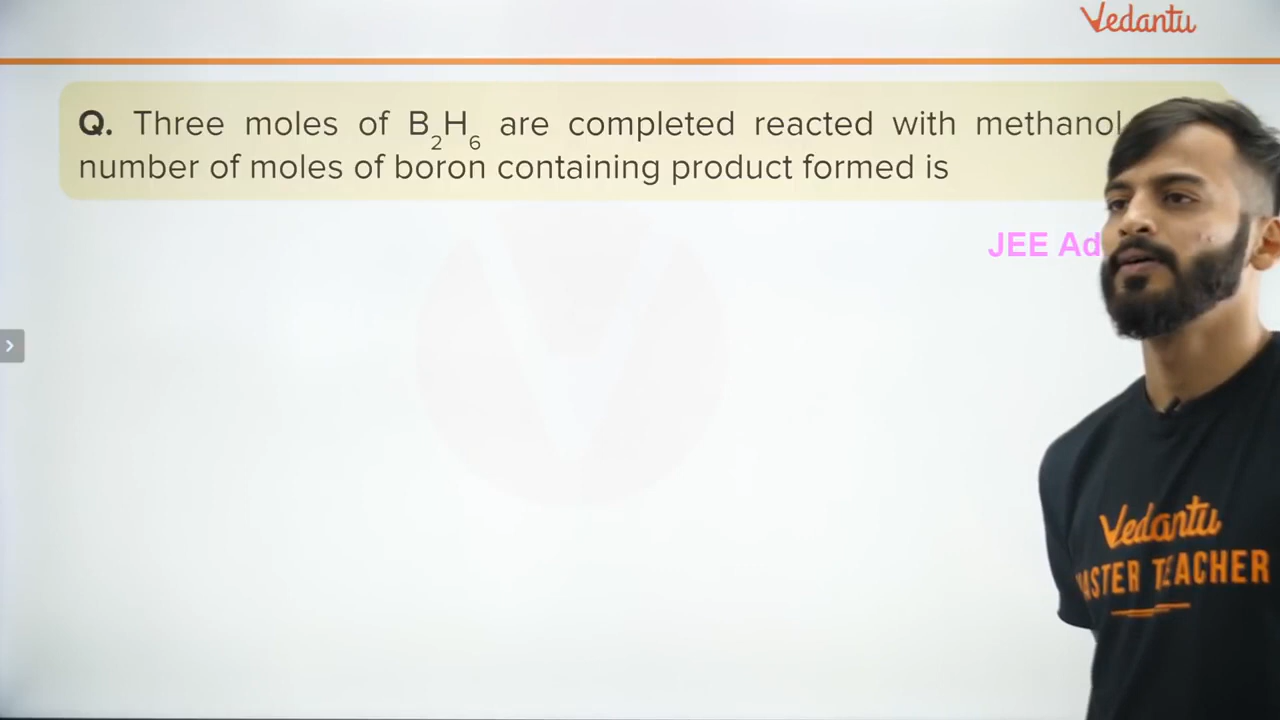 Vedantu
Q. Three moles of B₂H₆ are completed reacted with methanol
number of moles of boron containing product formed is
JEE Ad
Vedantu
MASTER TEACHER